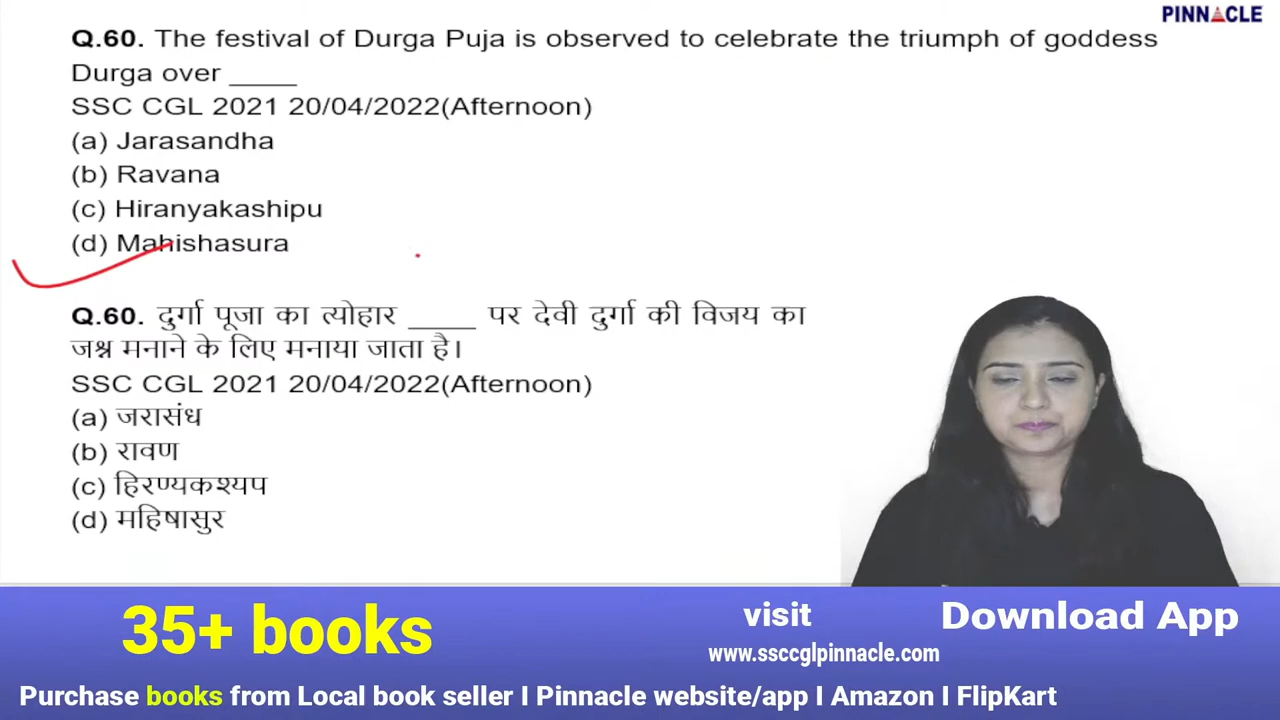 PINNACLE
Q.60. The festival of Durga Puja is observed to celebrate the triumph of goddess
Durga over ____
SSC CGL 2021 20/04/2022(Afternoon)
(a) Jarasandha
(b) Ravana
(c) Hiranyakashipu
(d) Mahishasura
Q.60. दुर्गा पूजा का त्योहार ____ पर देवी दुर्गा की विजय का
जश्न मनाने के लिए मनाया जाता है।
SSC CGL 2021 20/04/2022(Afternoon)
(a) जरासंध
(b) रावण
(c) हिरण्यकश्यप
(d) महिषासुर
35+ books
visit
www.ssccglpinnacle.com
Download App
Purchase books from Local book seller I Pinnacle website/app I Amazon I FlipKart